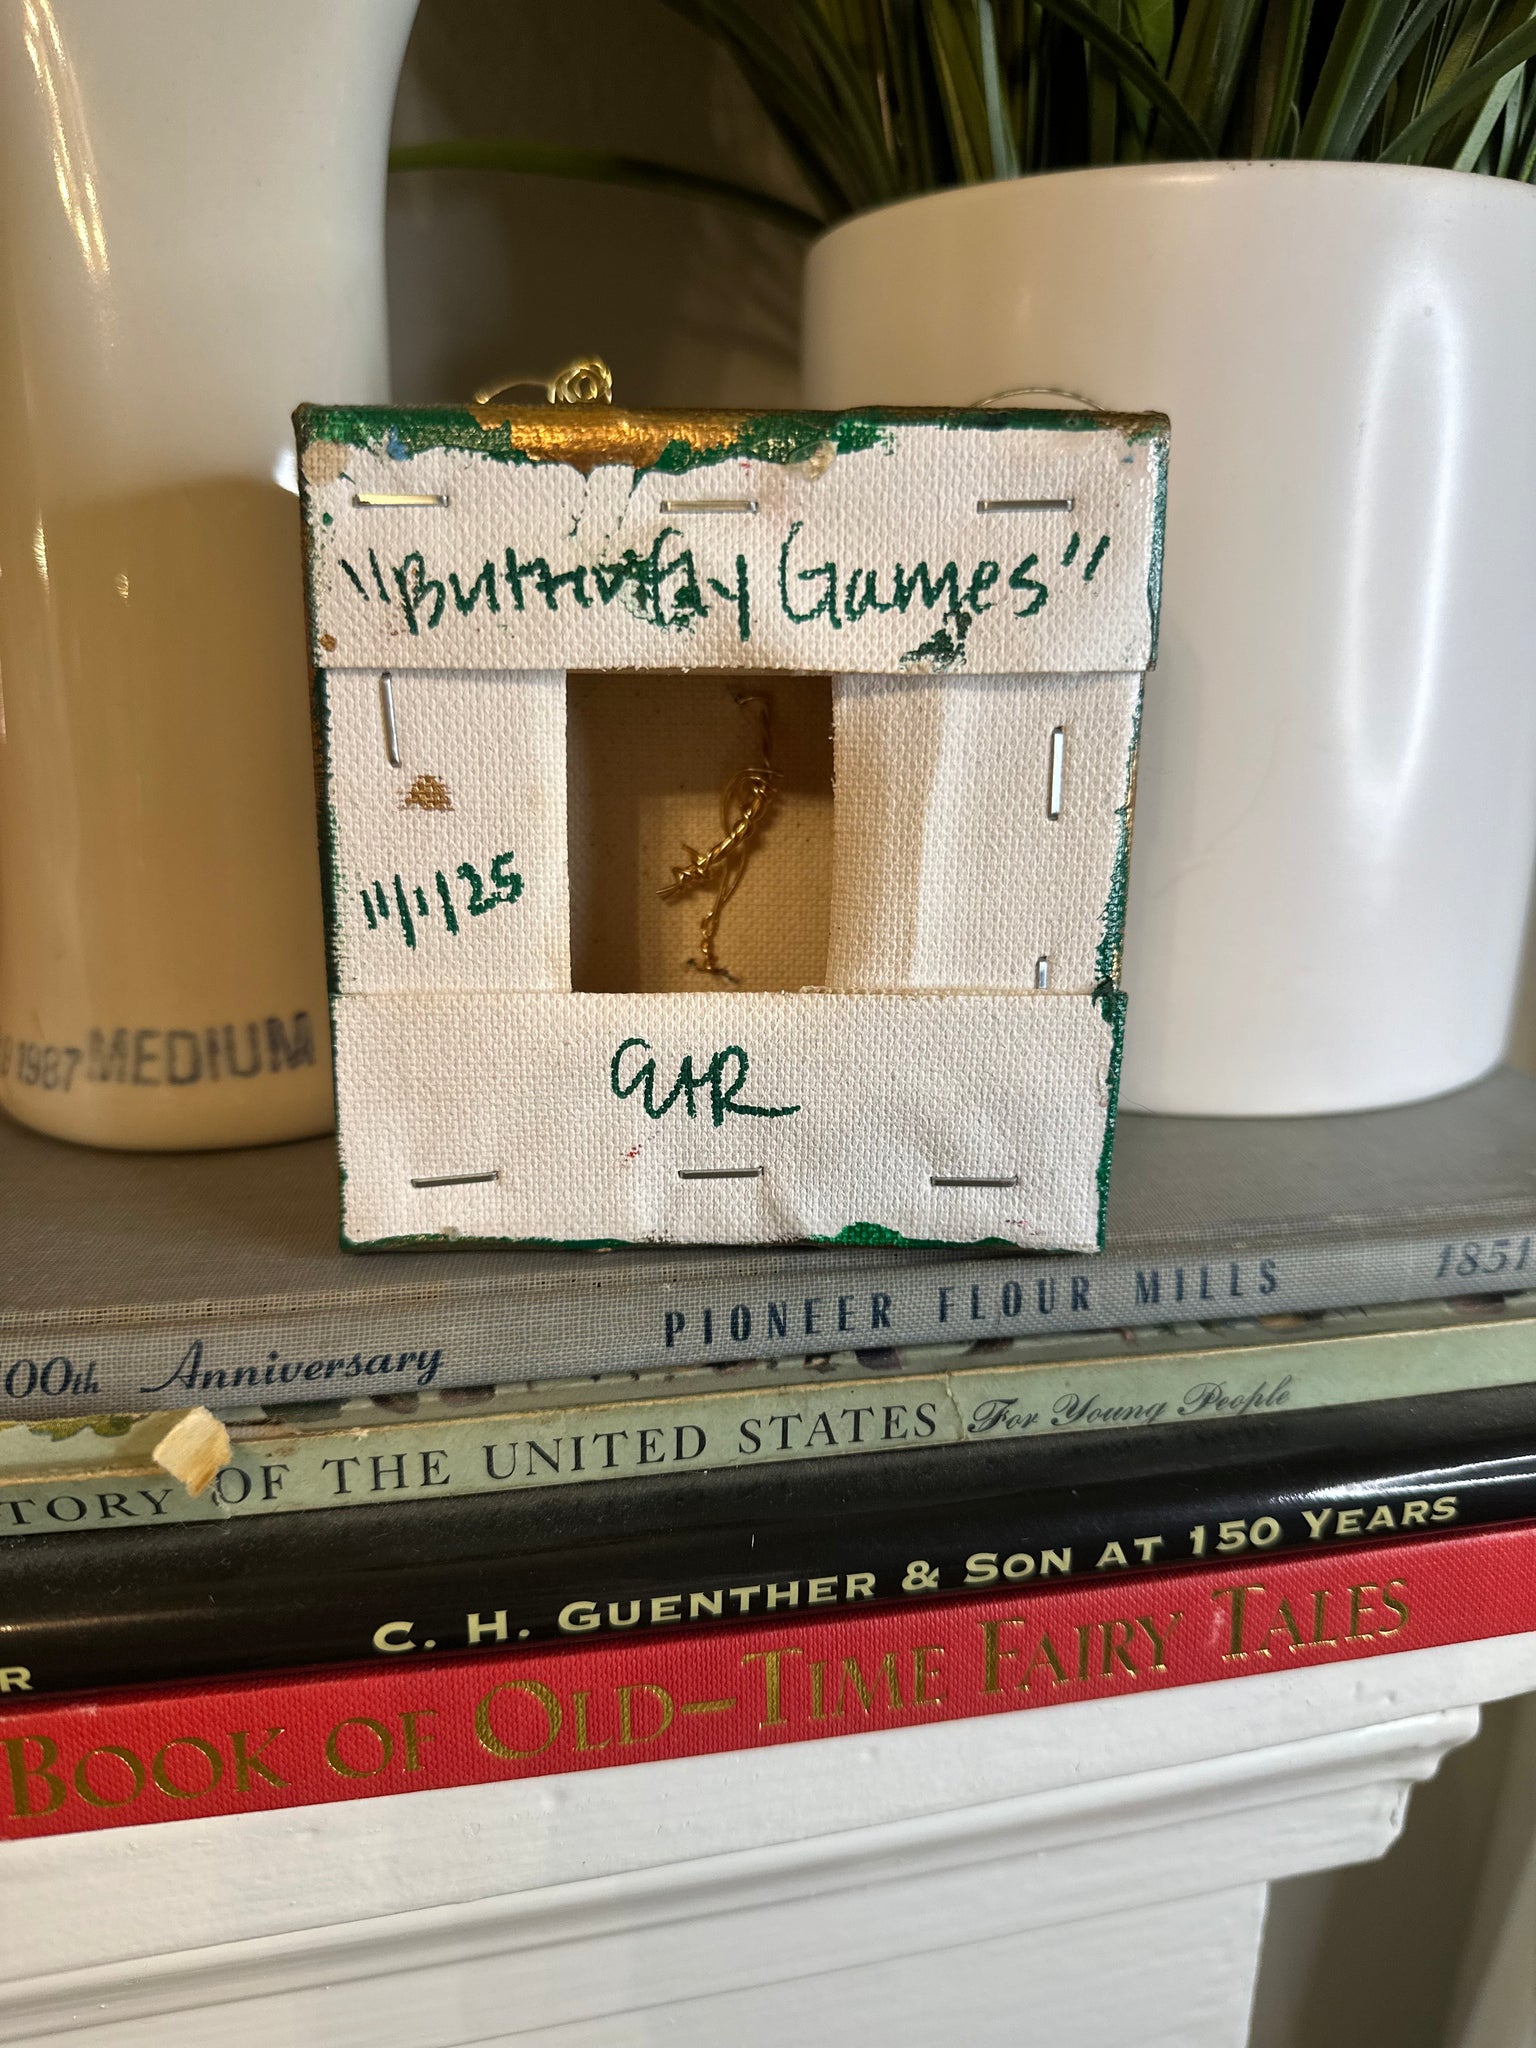 "Butterfly Games"
11/1/25
GAR
1987 MEDIUM
00th Anniversary PIONEER FLOUR MILLS 1851
TORY OF THE UNITED STATES For Young People
R C. H. GUENTHER & SON AT 150 YEARS
BOOK OF OLD-TIME FAIRY TALES